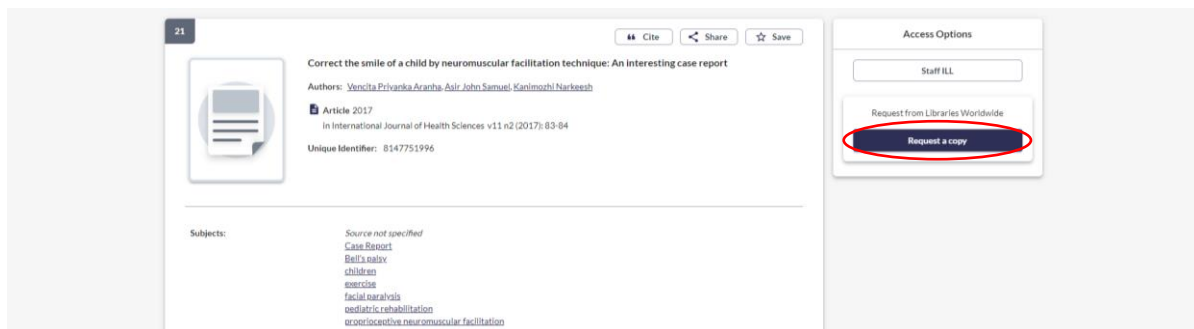 21
Cite
Share
Save
Correct the smile of a child by neuromuscular facilitation technique: An interesting case report
Authors: Vencita Priyanka Aranha, Asir John Samuel, Kanimozhi Narkeesh
Article 2017
in International Journal of Health Sciences v11 n2 (2017): 83-84
Unique Identifier: 8147751996
Subjects:
Source not specified
Case Report
Bell's palsy
children
exercise
facial paralysis
pediatric rehabilitation
proprioceptive neuromuscular facilitation
Access Options
Staff ILL
Request from Libraries Worldwide
Request a copy